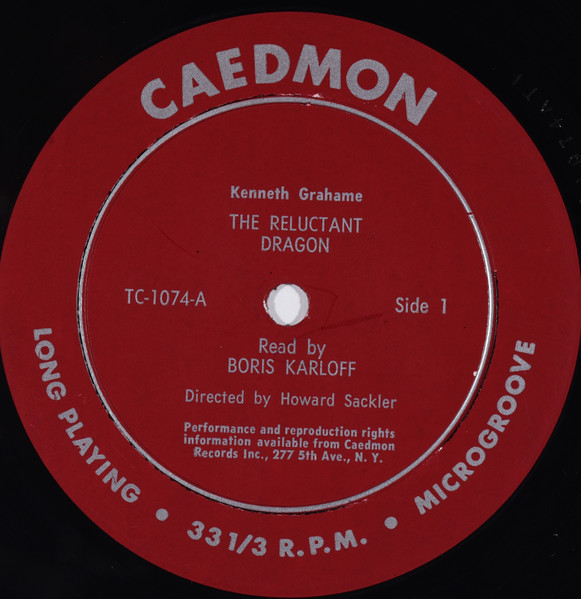 CAEDMON
Kenneth Grahame
THE RELUCTANT
DRAGON
TC-1074-A
Side 1
Read by
BORIS KARLOFF
Directed by Howard Sackler
Performance and reproduction rights
information available from Caedmon
Records Inc., 277 5th Ave., N. Y.
LONG PLAYING • 33 1/3 R.P.M. • MICROGROOVE